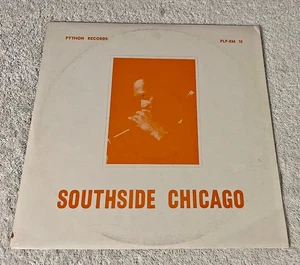 PYTHON RECORDS PLP-KM 15
SOUTHSIDE CHICAGO